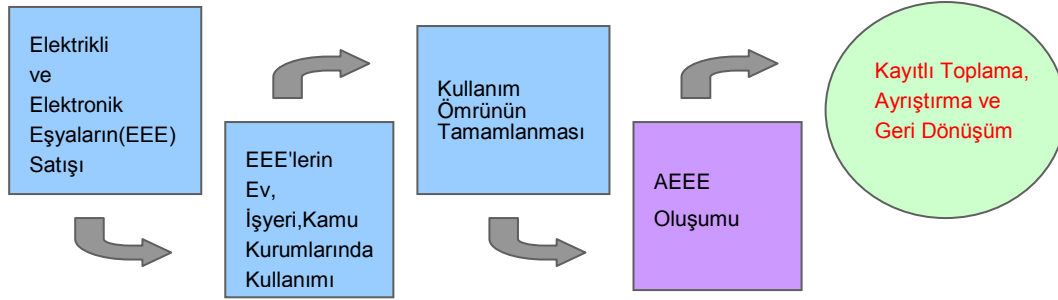 Elektrikli
ve
Elektronik
Eşyaların(EEE)
Satışı
EEE'lerin
Ev,
İşyeri,Kamu
Kurumlarında
Kullanımı
Kullanım
Ömrünün
Tamamlanması
AEEE
Oluşumu
Kayıtlı Toplama,
Ayrıştırma ve
Geri Dönüşüm